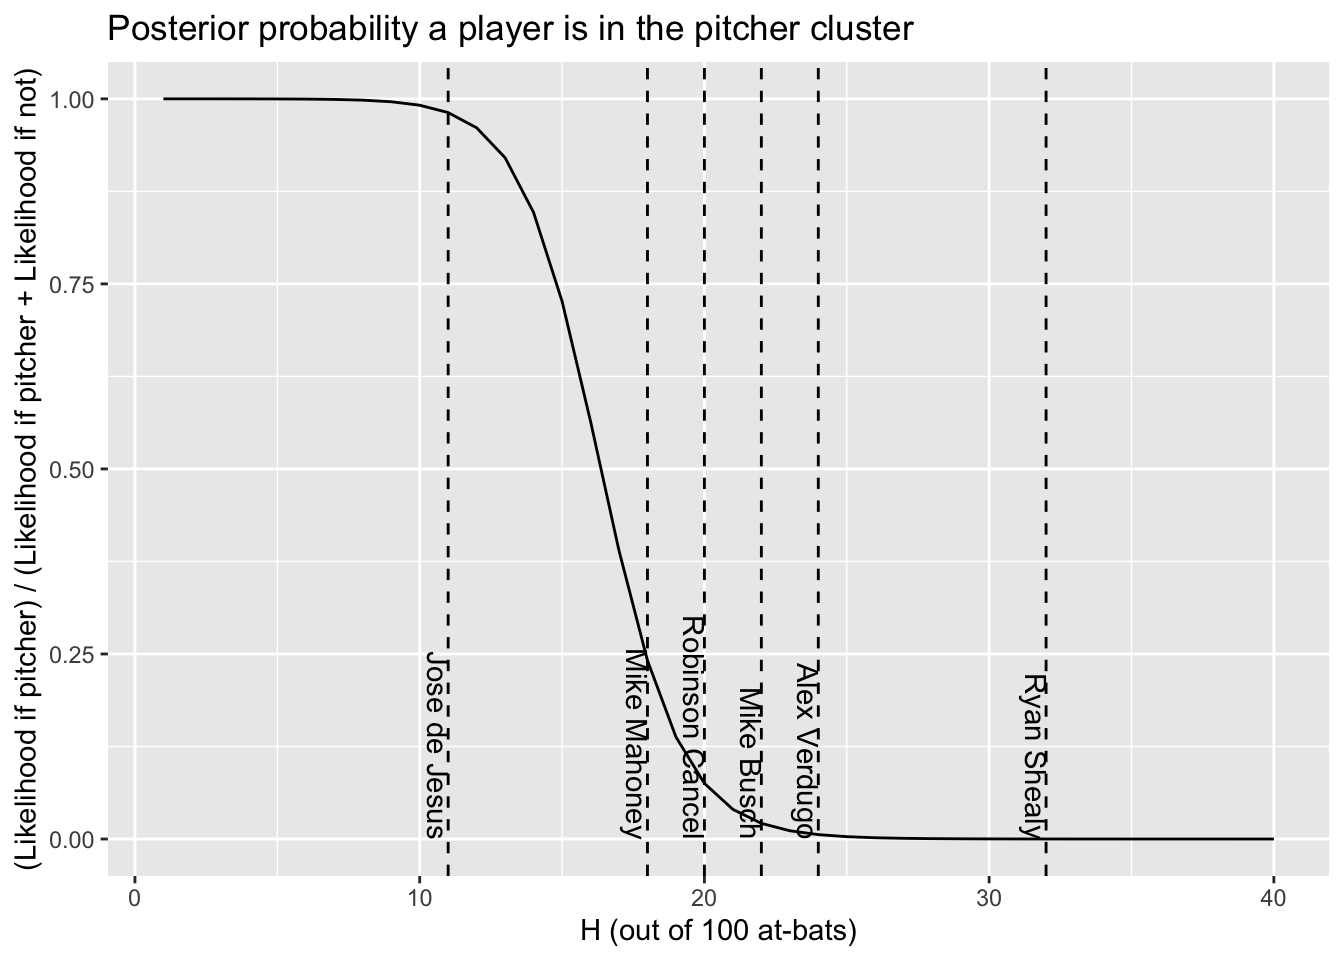 Posterior probability a player is in the pitcher cluster
(Likelihood if pitcher) / (Likelihood if pitcher + Likelihood if not)
1.00
0.75
0.50
0.25
0.00
Jose de Jesus
Mike Mahoney
Robinson Cancel
Mike Busch
Alex Verdugo
Ryan Shealy
0
10
20
30
40
H (out of 100 at-bats)